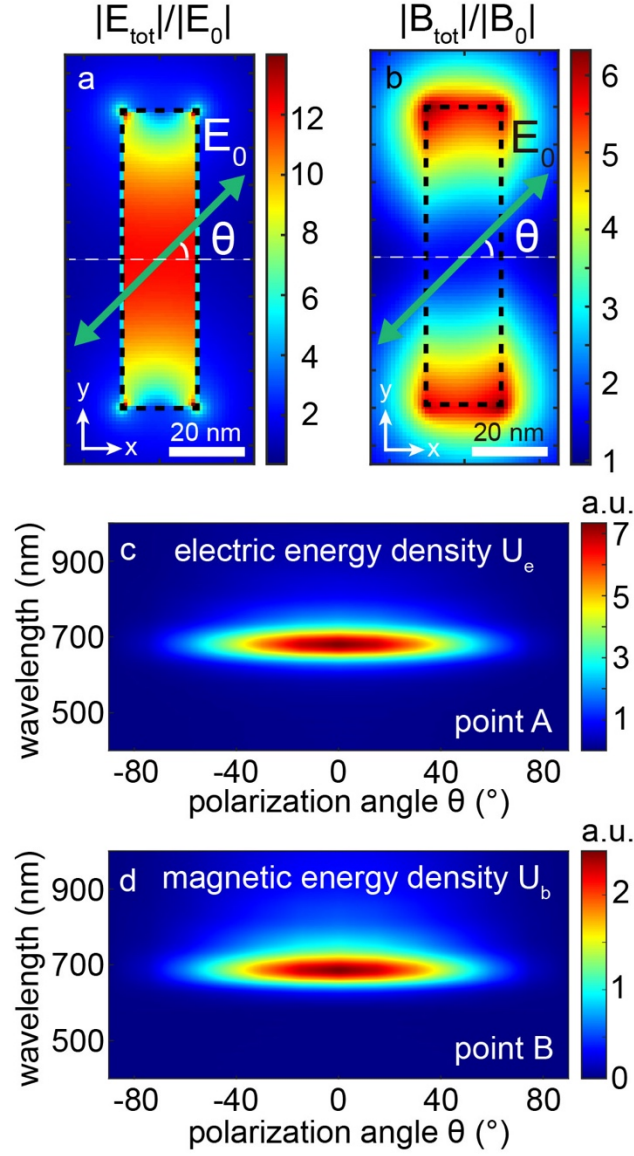 |E_tot|/|E_0|
|B_tot|/|B_0|
a
E_0
θ
y
x
20 nm
12
10
8
6
4
2
b
E_0
θ
y
x
20 nm
6
5
4
3
2
1
c
electric energy density U_e
point A
wavelength (nm)
900
700
500
-80 -40 0 40 80
polarization angle θ (°)
a.u.
7
5
3
1
d
magnetic energy density U_b
point B
wavelength (nm)
900
700
500
-80 -40 0 40 80
polarization angle θ (°)
a.u.
2
1
0